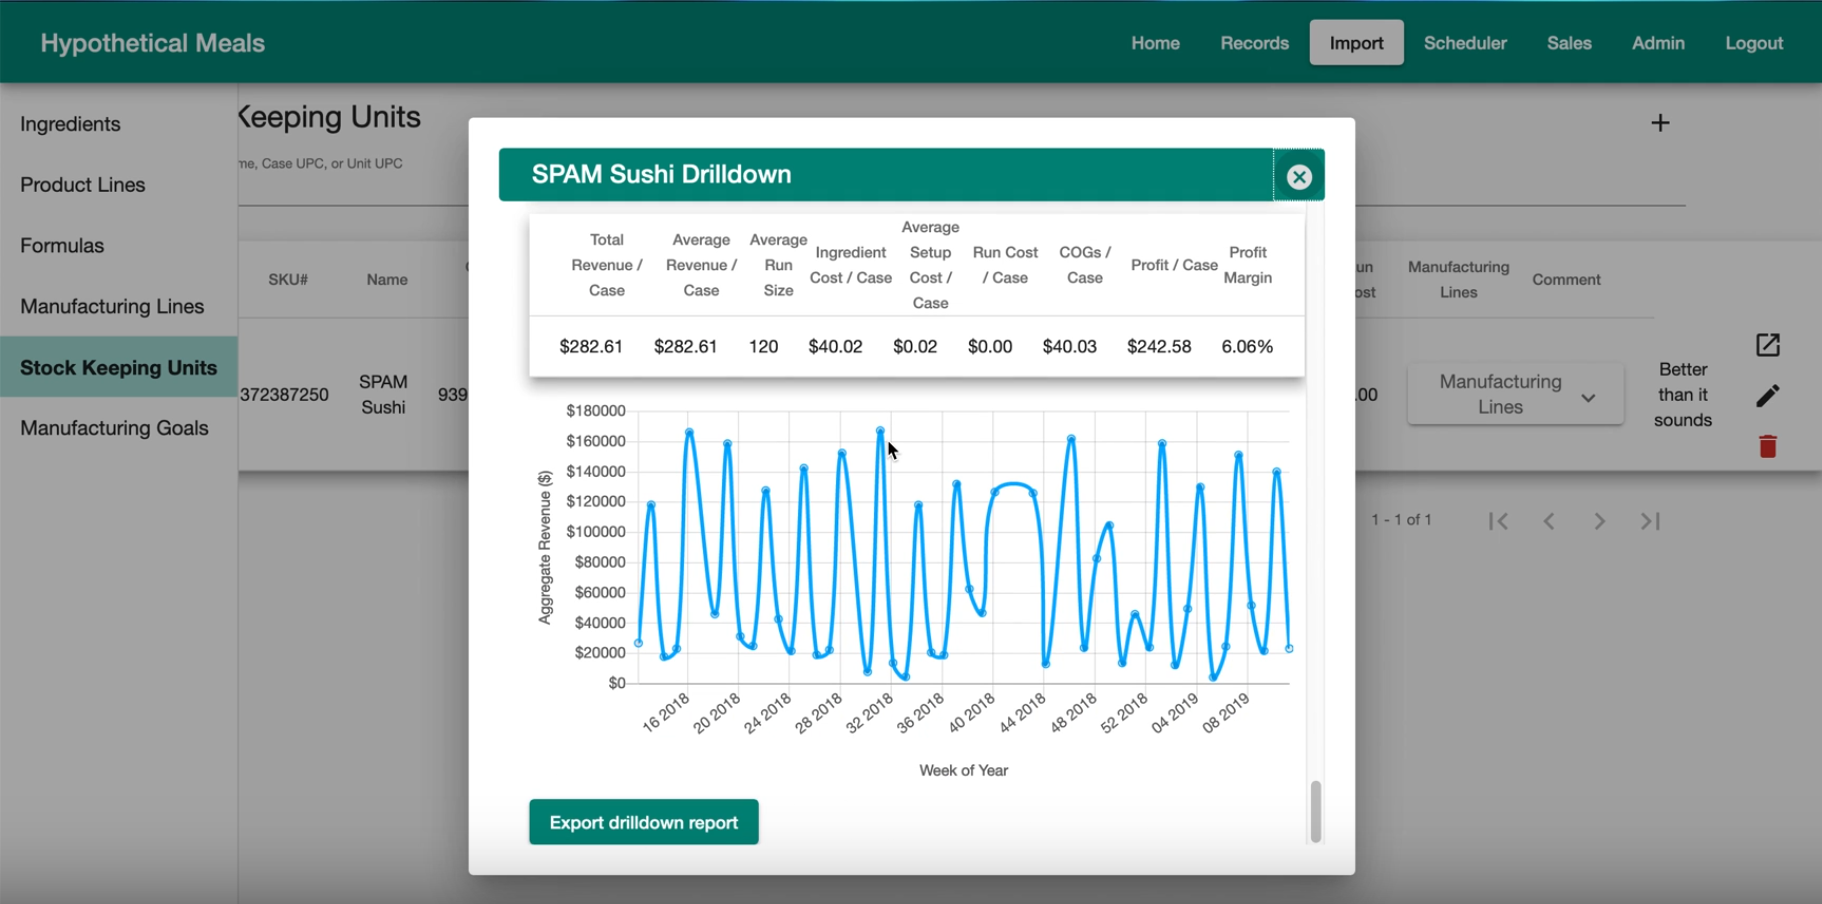 Hypothetical Meals
Home Records Import Scheduler Sales Admin Logout
Ingredients
Product Lines
Formulas
Manufacturing Lines
Stock Keeping Units
Manufacturing Goals
Keeping Units
me, Case UPC, or Unit UPC
+
SKU#
Name
372387250
SPAM
Sushi
939
SPAM Sushi Drilldown
Total
Revenue /
Case
Average
Revenue /
Case
Average
Run
Size
Ingredient
Cost / Case
Average
Setup
Cost /
Case
Run Cost
/ Case
COGs /
Case
Profit / Case
Profit
Margin
$282.61 $282.61 120 $40.02 $0.02 $0.00 $40.03 $242.58 6.06%
Aggregate Revenue ($)
$180000
$160000
$140000
$120000
$100000
$80000
$60000
$40000
$20000
$0
16 2018
20 2018
24 2018
28 2018
32 2018
36 2018
40 2018
44 2018
48 2018
52 2018
04 2019
08 2019
Week of Year
Export drilldown report
un
ost
Manufacturing
Lines
Comment
.00
Manufacturing
Lines
Better
than it
sounds
1 - 1 of 1